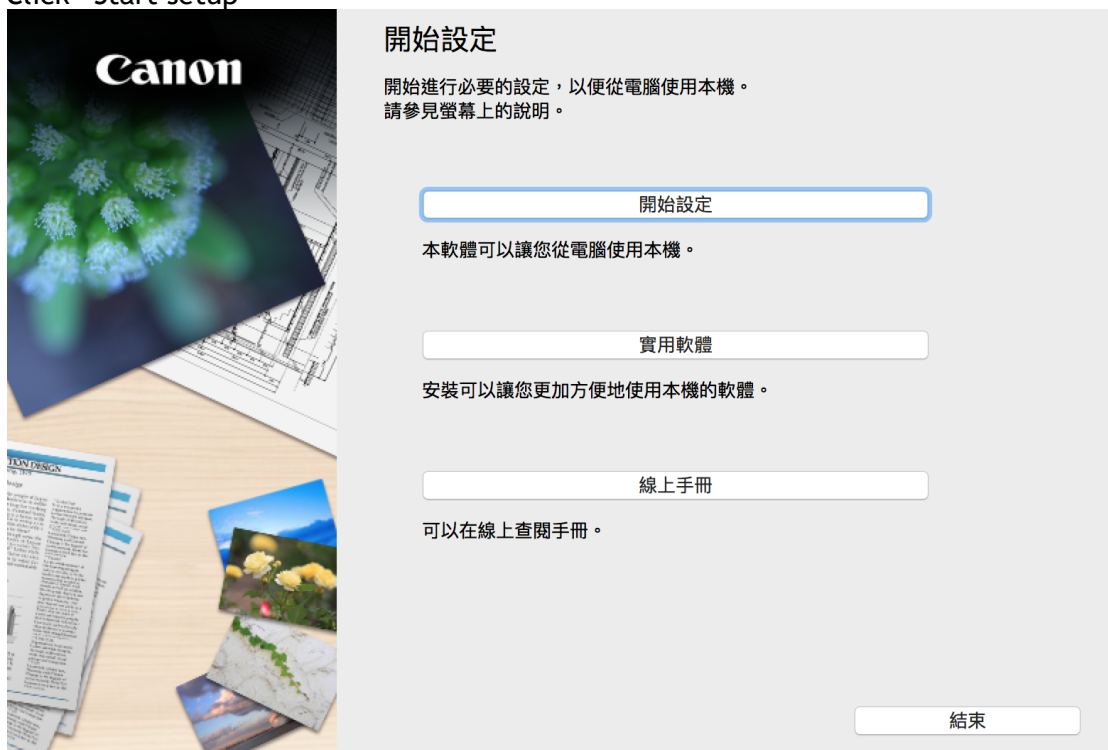 Click "Start setup"
Canon
開始設定
開始進行必要的設定，以便從電腦使用本機。
請參見螢幕上的說明。
開始設定
本軟體可以讓您從電腦使用本機。
實用軟體
安裝可以讓您更加方便地使用本機的軟體。
線上手冊
可以在線上查閱手冊。
結束